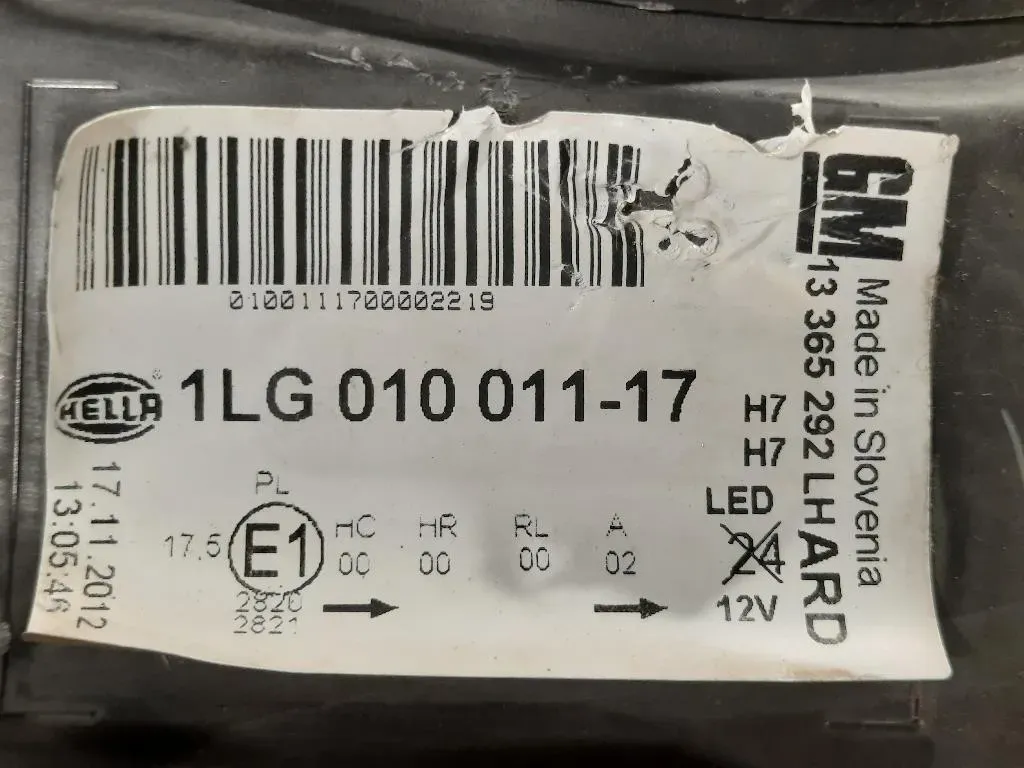 0100111700002219
HELLA
1LG 010 011-17
H7
H7
LED
24
12V
PL
17.5
E1
HC HR RL A
00 00 00 02
2820
2821
17.11.2012
13:05:46
GM
13 365 292 LH ARD
Made in Slovenia